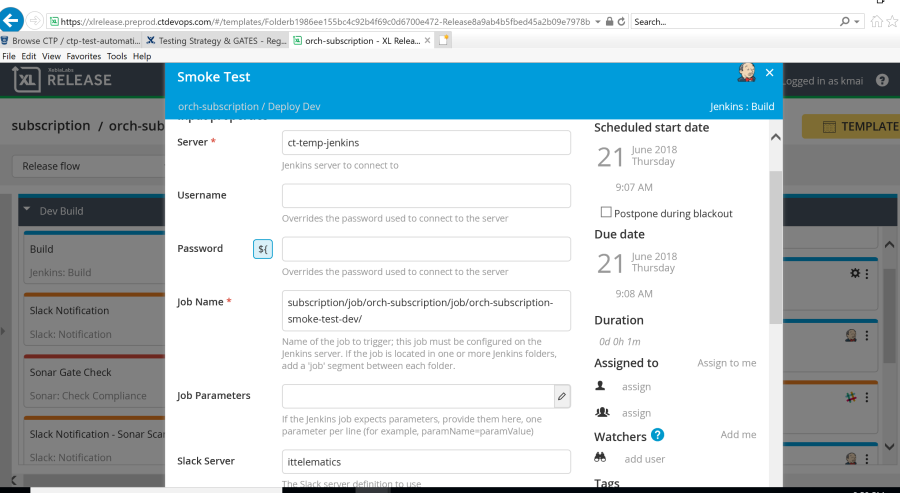 https://xlrelease.preprod.ctdevops.com/#/templates/Folderb1986ee155bc4c92b4f69c0d6700e472-Release8a9ab4b5fbed45a2b09e7978b
Search...
Browse CTP / ctp-test-automati...
Testing Strategy & GATES - Reg...
orch-subscription - XL Relea...
File Edit View Favorites Tools Help
XL
XebiaLabs
RELEASE
Smoke Test
ogged in as kmai
orch-subscription / Deploy Dev
Jenkins : Build
subscription / orch-sub
TEMPLATE
Release flow
Dev Build
Build
Jenkins: Build
Slack Notification
Slack: Notification
Sonar Gate Check
Sonar: Check Compliance
Slack Notification - Sonar Scan
Slack: Notification
Server *
ct-temp-jenkins
Jenkins server to connect to
Username
Overrides the password used to connect to the server
Password
${
Overrides the password used to connect to the server
Job Name *
subscription/job/orch-subscription/job/orch-subscription-
smoke-test-dev/
Name of the job to trigger; this job must be configured on the
Jenkins server. If the job is located in one or more Jenkins folders,
add a 'job' segment between each folder.
Job Parameters
If the Jenkins job expects parameters, provide them here, one
parameter per line (for example, paramName=paramValue)
Slack Server
ittelematics
The Slack server definition to use
Scheduled start date
21
June 2018
Thursday
9:07 AM
Postpone during blackout
Due date
21
June 2018
Thursday
9:08 AM
Duration
0d 0h 1m
Assigned to
Assign to me
assign
assign
Watchers ?
Add me
add user
Tags